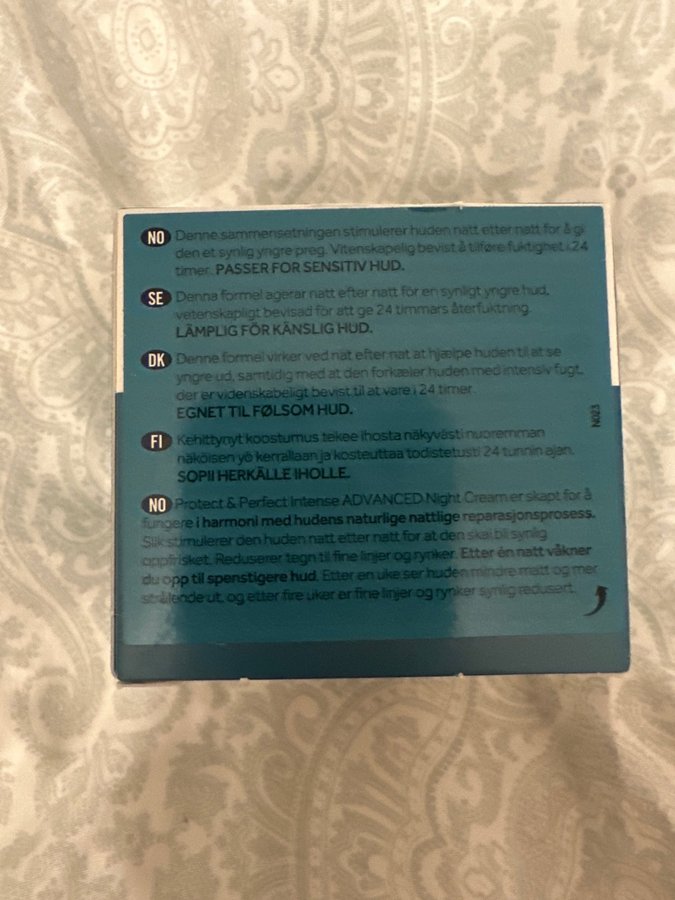 NO Denne sammensetningen stimulerer huden natt etter natt for å gi
den et synlig yngre preg. Vitenskapelig bevist å tilføre fuktighet i 24
timer. PASSER FOR SENSITIV HUD.
SE Denna formel agerar natt efter natt för en synligt yngre hud,
vetenskapligt bevisad för att ge 24 timmars återfuktning.
LÄMPLIG FÖR KÄNSLIG HUD.
DK Denne formel virker ved nat efter nat at hjælpe huden til at se
yngre ud, samtidig med at den forkæler huden med intensiv fugt,
der er videnskabeligt bevist til at vare i 24 timer.
EGNET TIL FØLSOM HUD.
FI Kehittynyt koostumus tekee ihosta näkyvästi nuoremman
näköisen yö kerrallaan ja kosteuttaa todistetusti 24 tunnin ajan.
SOPII HERKÄLLE IHOLLE.
NO Protect & Perfect Intense ADVANCED Night Cream er skapt for å
fungere i harmoni med hudens naturlige nattlige reparasjonsprosess.
Slik stimulerer den huden natt etter natt for at den skal bli synlig
oppfrisket. Reduserer tegn til fine linjer og rynker. Etter én natt våkner
du opp til spenstigere hud. Etter en uke ser huden mindre matt og mer
strålende ut, og etter fire uker er fine linjer og rynker synlig redusert.
N023